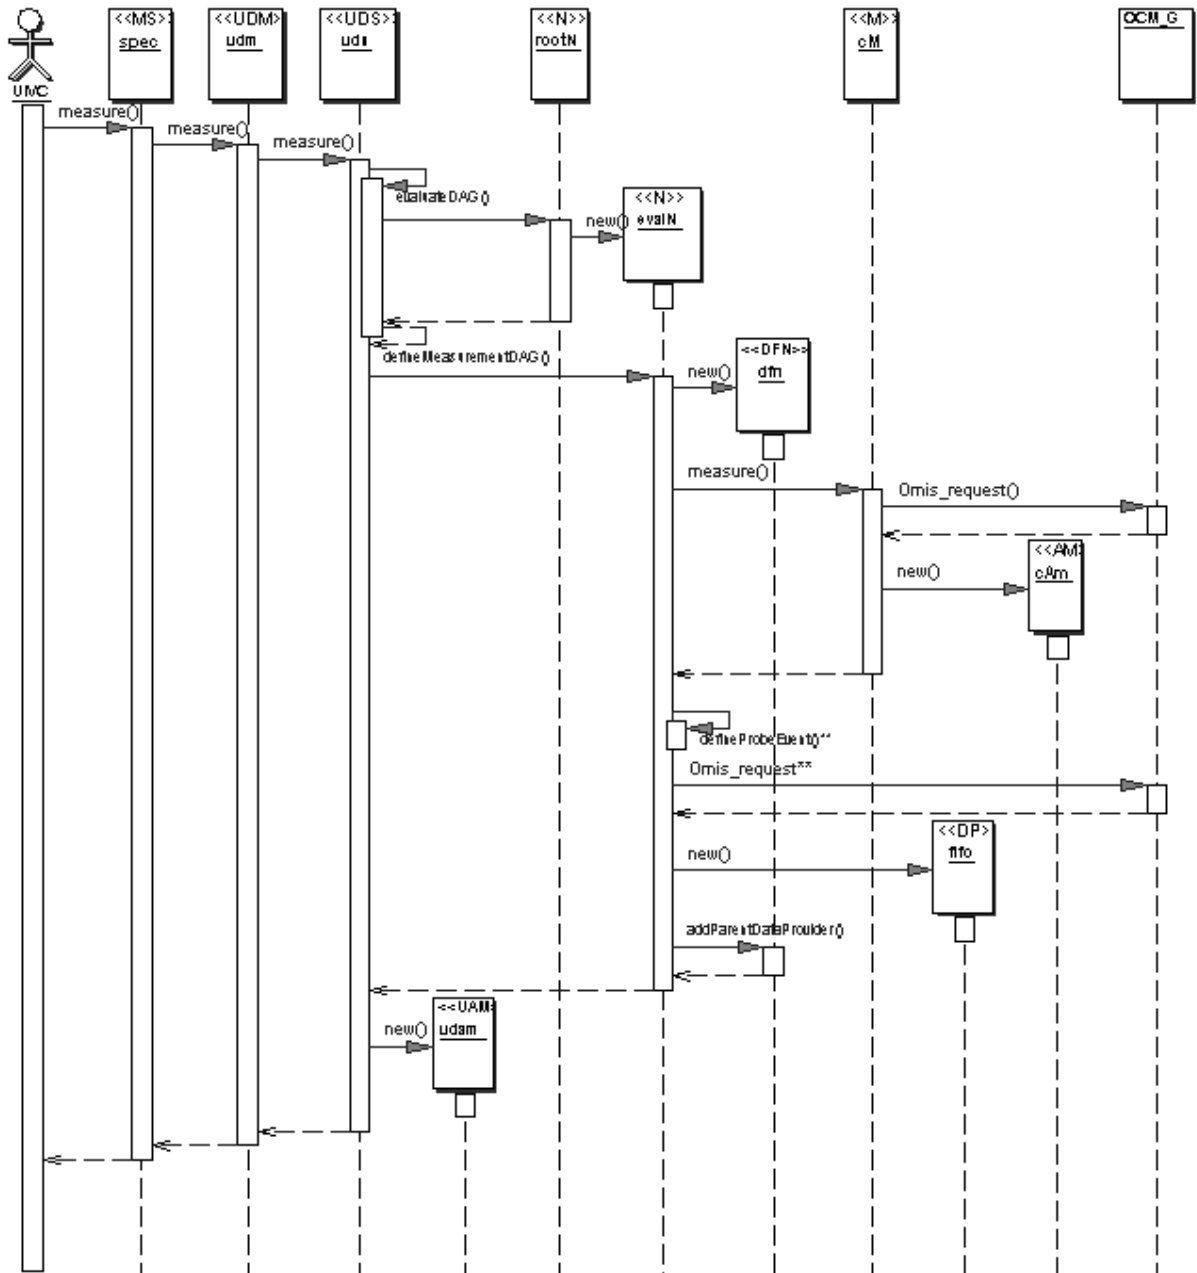 <<MS>>
spec
<<UDM>
udm
<<UDS>>
uds
<<N>>
rootN
<<M>>
cM
OCM_G
UMC
measure()
measure()
measure()
evaluateDAG()
<<N>>
evalN
new()
defineMeasurementDAG()
<<DFN>>
dfn
new()
measure()
Omis_request()
<<AM>
cAm
new()
defineProbeEvent()**
Omis_request**
<<DP>
fifo
new()
addParentDataProvider()
<<UAM>
udam
new()